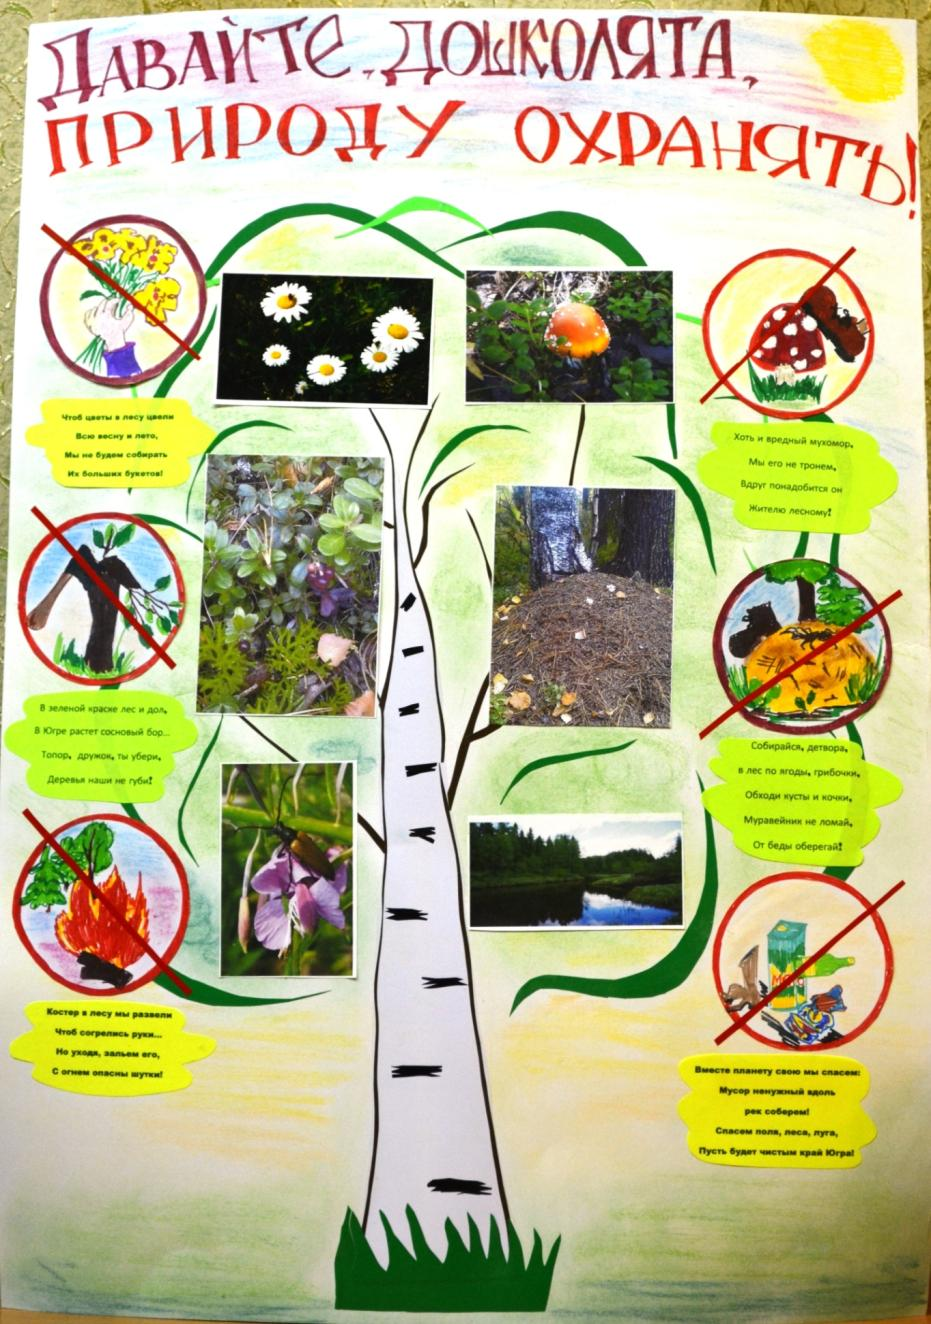 ДАВАЙТЕ, ДОШКОЛЯТА,
ПРИРОДУ ОХРАНЯТЬ!
Чтоб цветы в лесу цвели
Всю весну и лето,
Мы не будем собирать
Их больших букетов!
Хоть и вредный мухомор,
Мы его не тронем,
Вдруг понадобится он
Жителю лесному!
В зеленой краске лес и дол,
В Югре растет сосновый бор...
Топор, дружок, ты убери,
Деревья наши не губи!
Собирайся, детвора,
в лес по ягоды, грибочки,
Обходи кусты и кочки,
Муравейник не ломай,
От беды оберегай!
Костер в лесу мы развели
Чтоб согрелись руки...
Но уходя, зальем его,
С огнем опасны шутки!
Вместе планету свою мы спасем:
Мусор ненужный вдоль
рек соберем!
Спасем поля, леса, луга,
Пусть будет чистым край Югра!